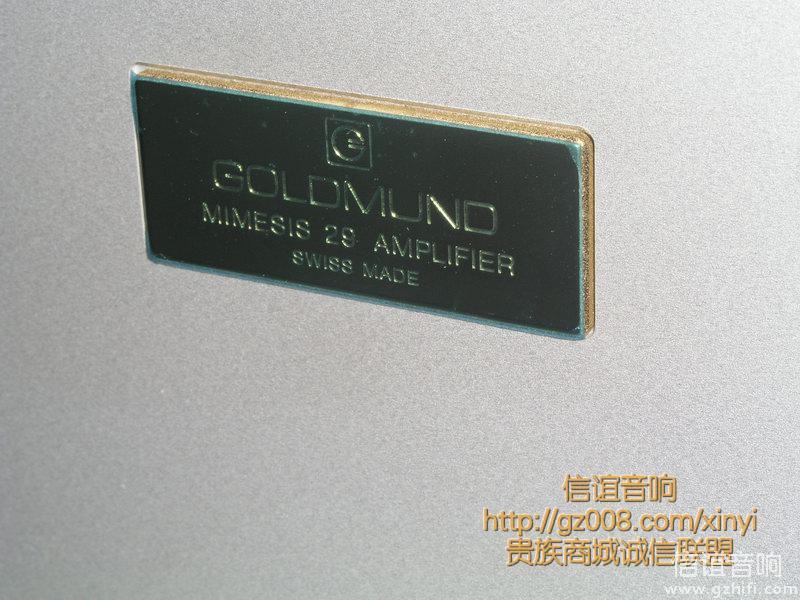 GOLDMUND
MIMESIS 29 AMPLIFIER
SWISS MADE
信谊音响
http://gz008.com/xinyi
贵族商城诚信联盟
信谊音响
www.gzhifi.com